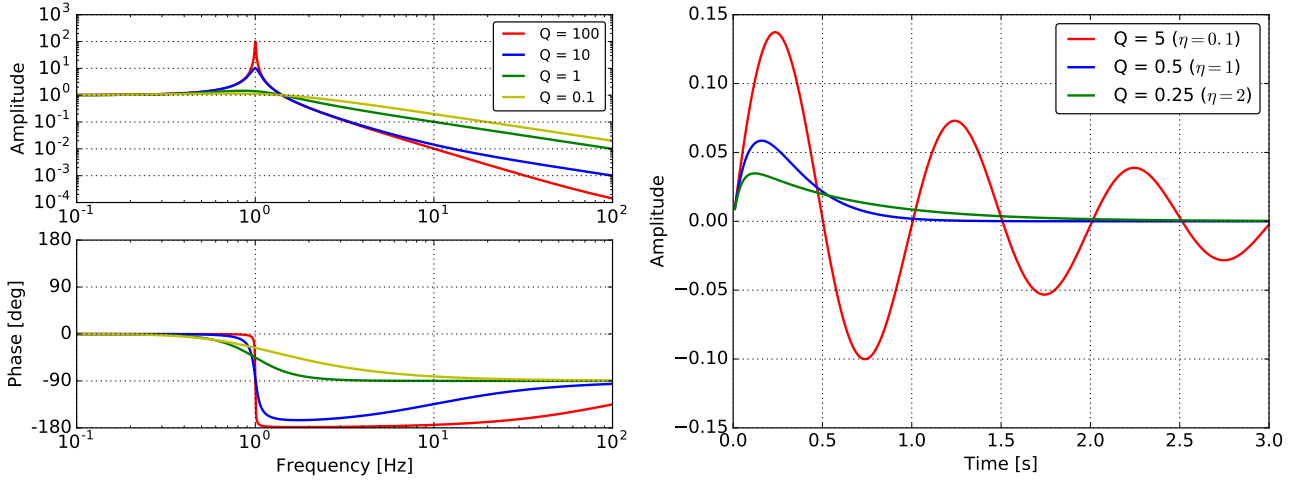 Amplitude
10^3
10^2
10^1
10^0
10^-1
10^-2
10^-3
10^-4
Q = 100
Q = 10
Q = 1
Q = 0.1
10^-1 10^0 10^1 10^2
Phase [deg]
180
90
0
-90
-180
10^-1 10^0 10^1 10^2
Frequency [Hz]
Amplitude
0.15
0.10
0.05
0.00
−0.05
−0.10
−0.15
Q = 5 (η=0.1)
Q = 0.5 (η=1)
Q = 0.25 (η=2)
0.0 0.5 1.0 1.5 2.0 2.5 3.0
Time [s]